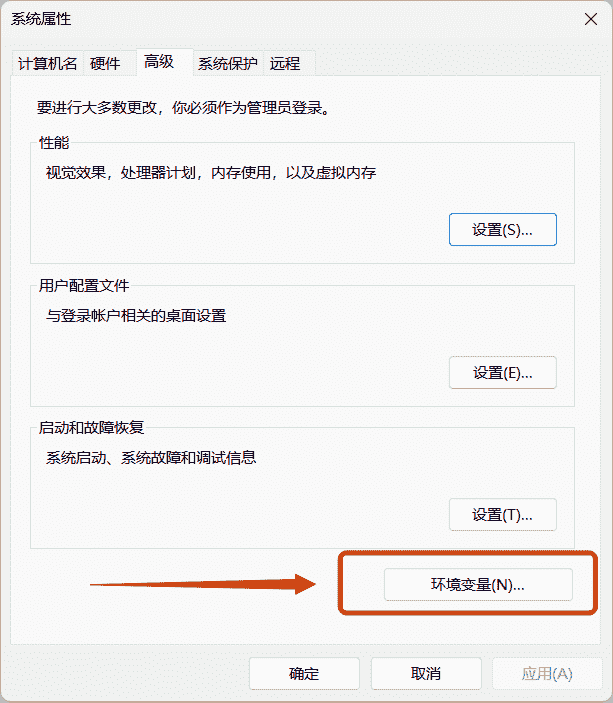 系统属性
计算机名 硬件 高级 系统保护 远程
要进行大多数更改，你必须作为管理员登录。
性能
视觉效果，处理器计划，内存使用，以及虚拟内存
设置(S)...
用户配置文件
与登录帐户相关的桌面设置
设置(E)...
启动和故障恢复
系统启动、系统故障和调试信息
设置(T)...
环境变量(N)...
确定 取消 应用(A)